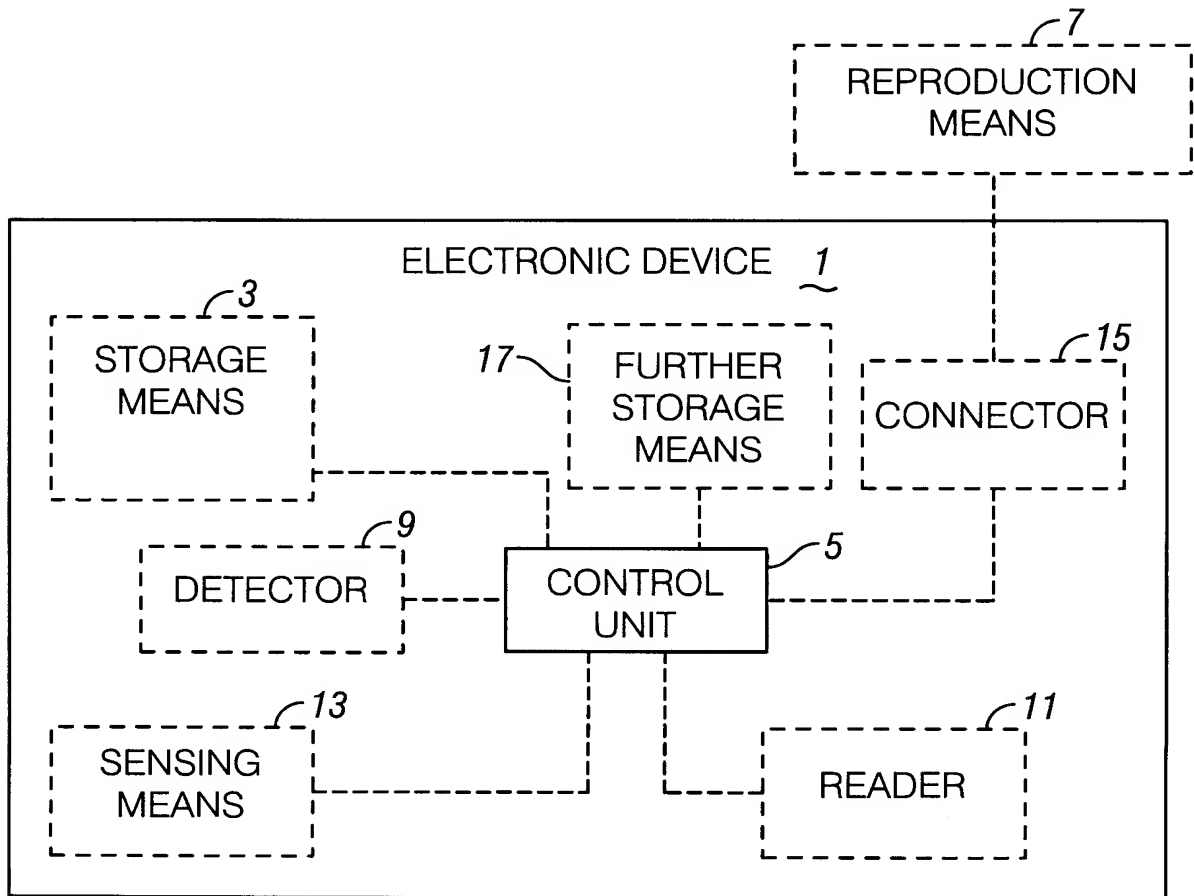 7
REPRODUCTION
MEANS
ELECTRONIC DEVICE 1
3
STORAGE
MEANS
17
FURTHER
STORAGE
MEANS
15
CONNECTOR
9
DETECTOR
5
CONTROL
UNIT
13
SENSING
MEANS
11
READER